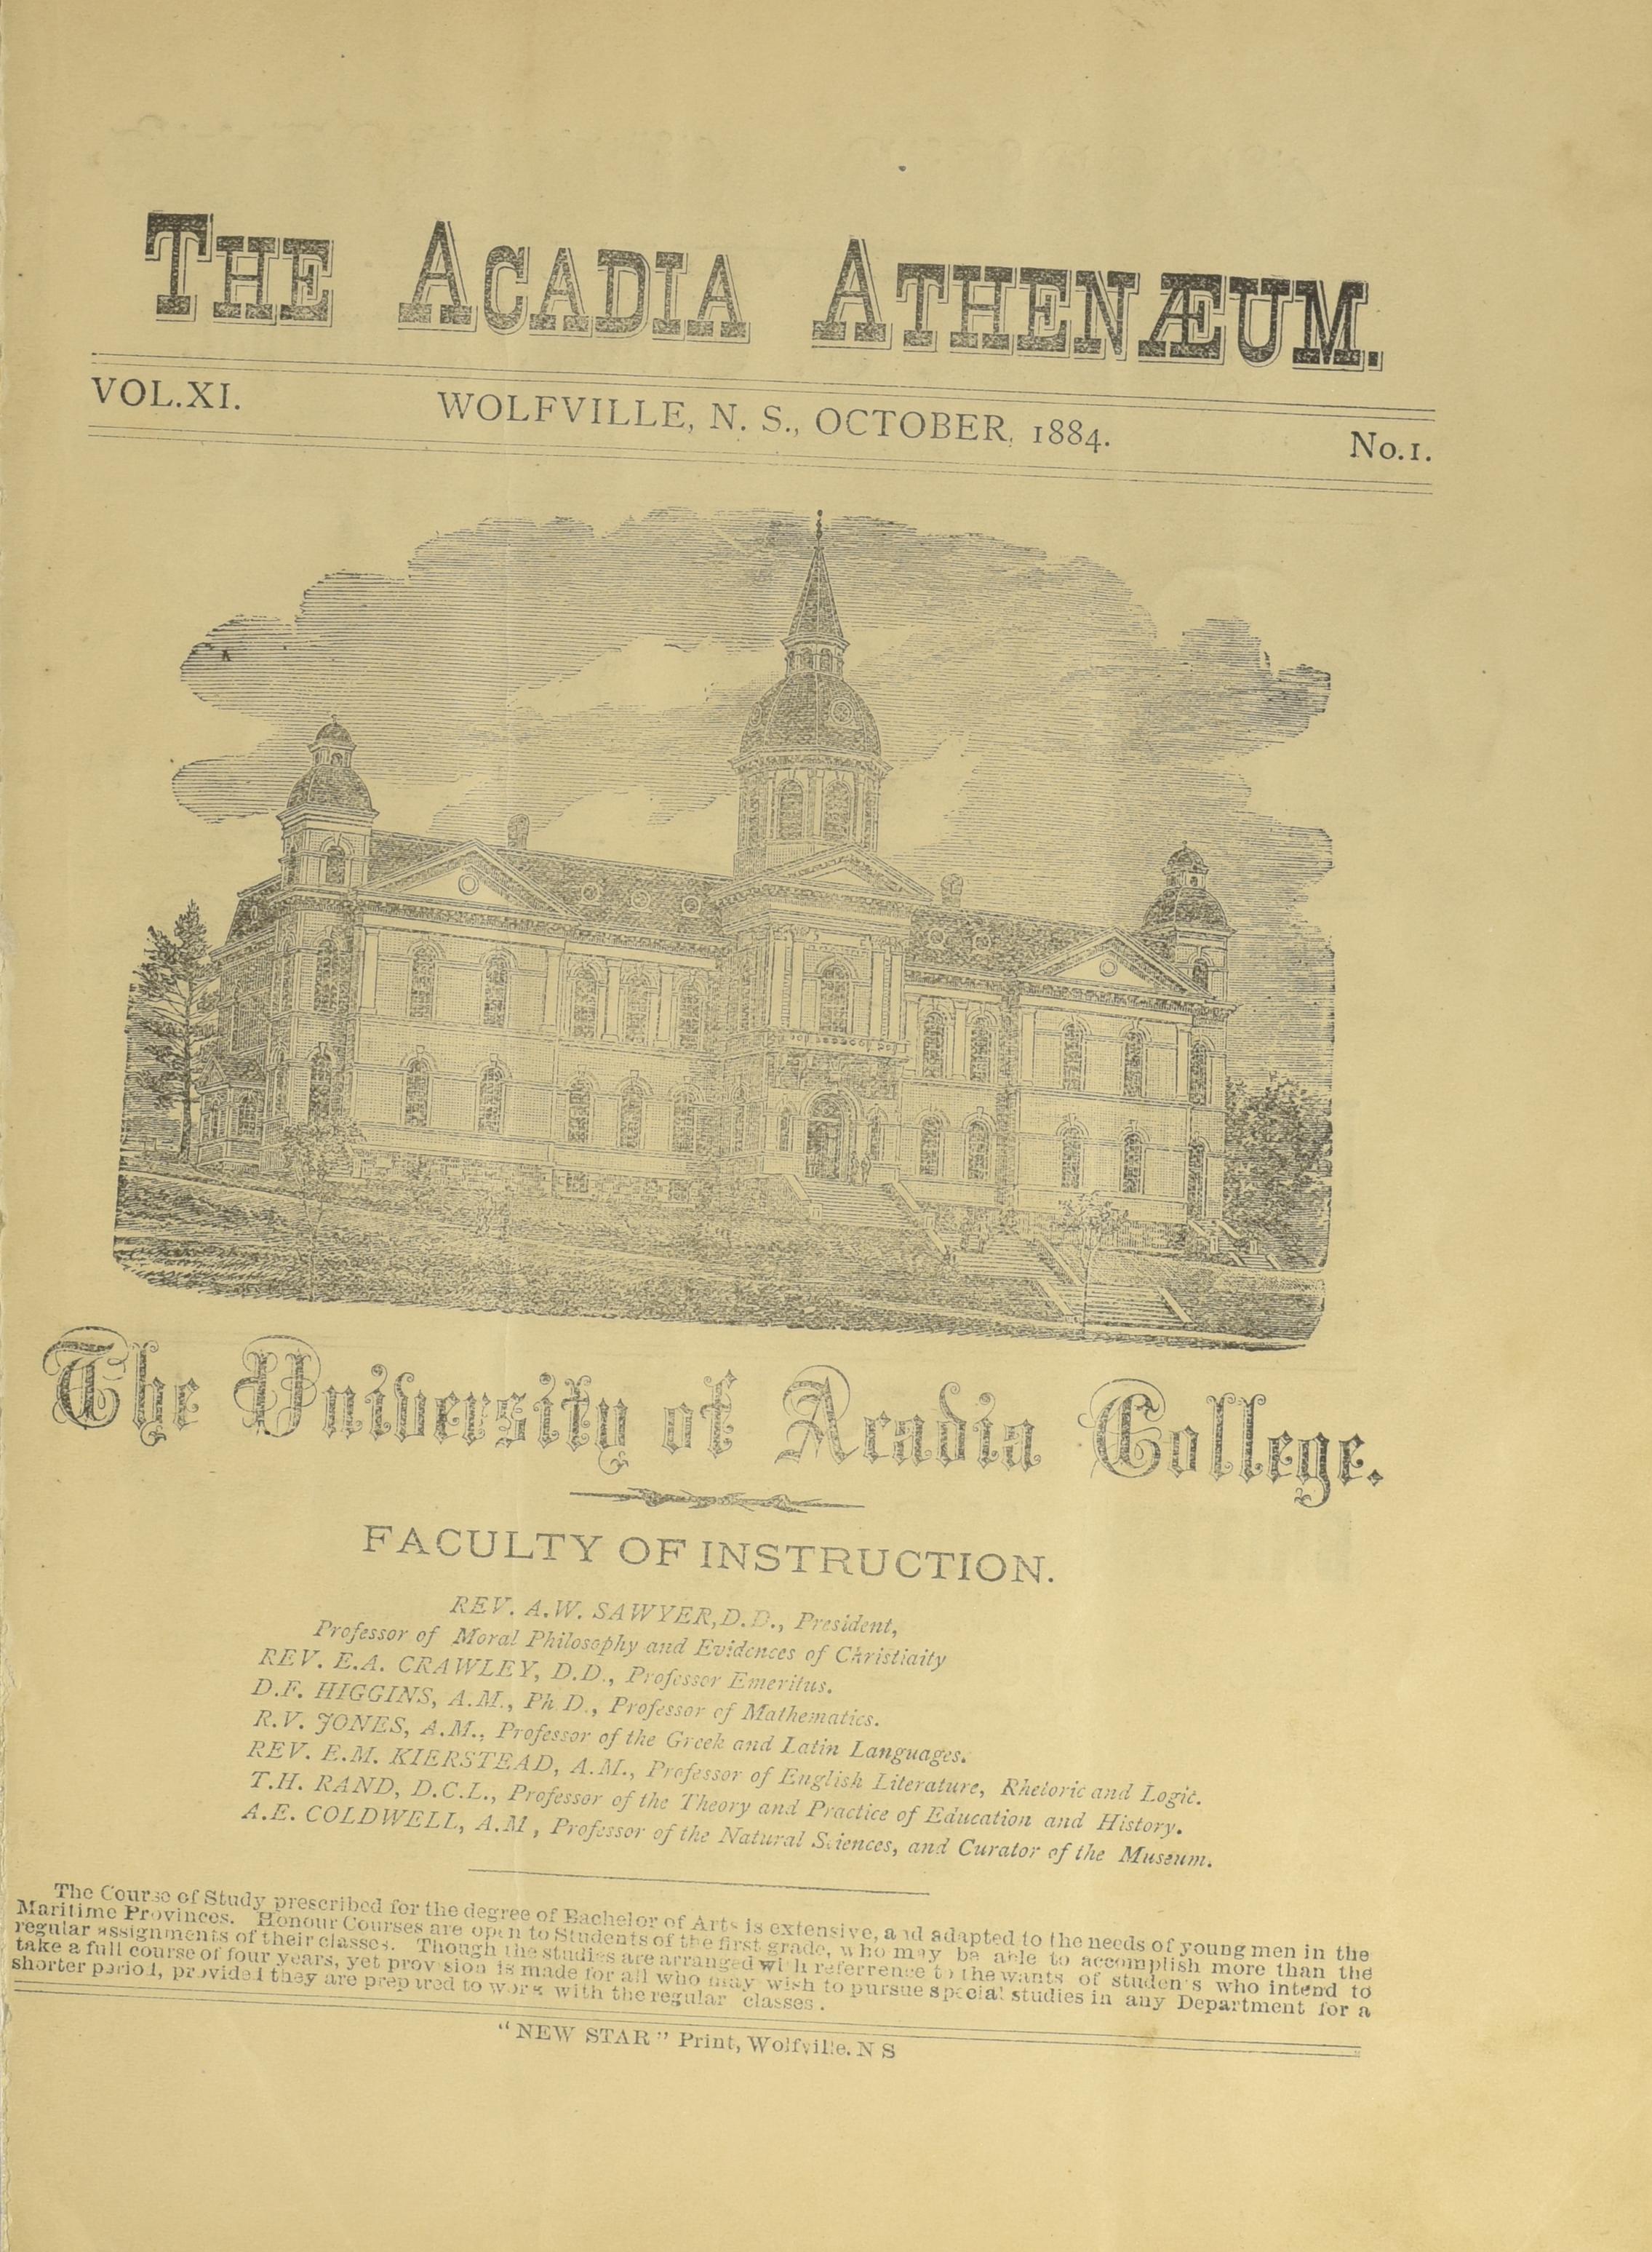 THE ACADIA ATHENÆUM.
VOL.XI.
WOLFVILLE, N. S., OCTOBER, 1884.
No.1.
The University of Acadia College.
FACULTY OF INSTRUCTION.
REV. A.W. SAWYER, D.D., President,
Professor of Moral Philosophy and Evidences of Christiaity
REV. E.A. CRAWLEY, D.D., Professor Emeritus.
D.F. HIGGINS, A.M., Ph D., Professor of Mathematics.
R.V. JONES, A.M., Professor of the Greek and Latin Languages.
REV. E.M. KIERSTEAD, A.M., Professor of English Literature, Rhetoric and Logic.
T.H. RAND, D.C.L., Professor of the Theory and Practice of Education and History.
A.E. COLDWELL, A.M , Professor of the Natural Sciences, and Curator of the Museum.
The Course of Study prescribed for the degree of Bachelor of Arts is extensive, and adapted to the needs of young men in the
Maritime Provinces. Honour Courses are open to Students of the first grade, who may be able to accomplish more than the
regular assignments of their classes. Though the studies are arranged with referrence to the wants of students who intend to
take a full course of four years, yet provision is made for all who may wish to pursue special studies in any Department for a
shorter period, provided they are prepared to work with the regular classes.
"NEW STAR" Print, Wolfville. N S